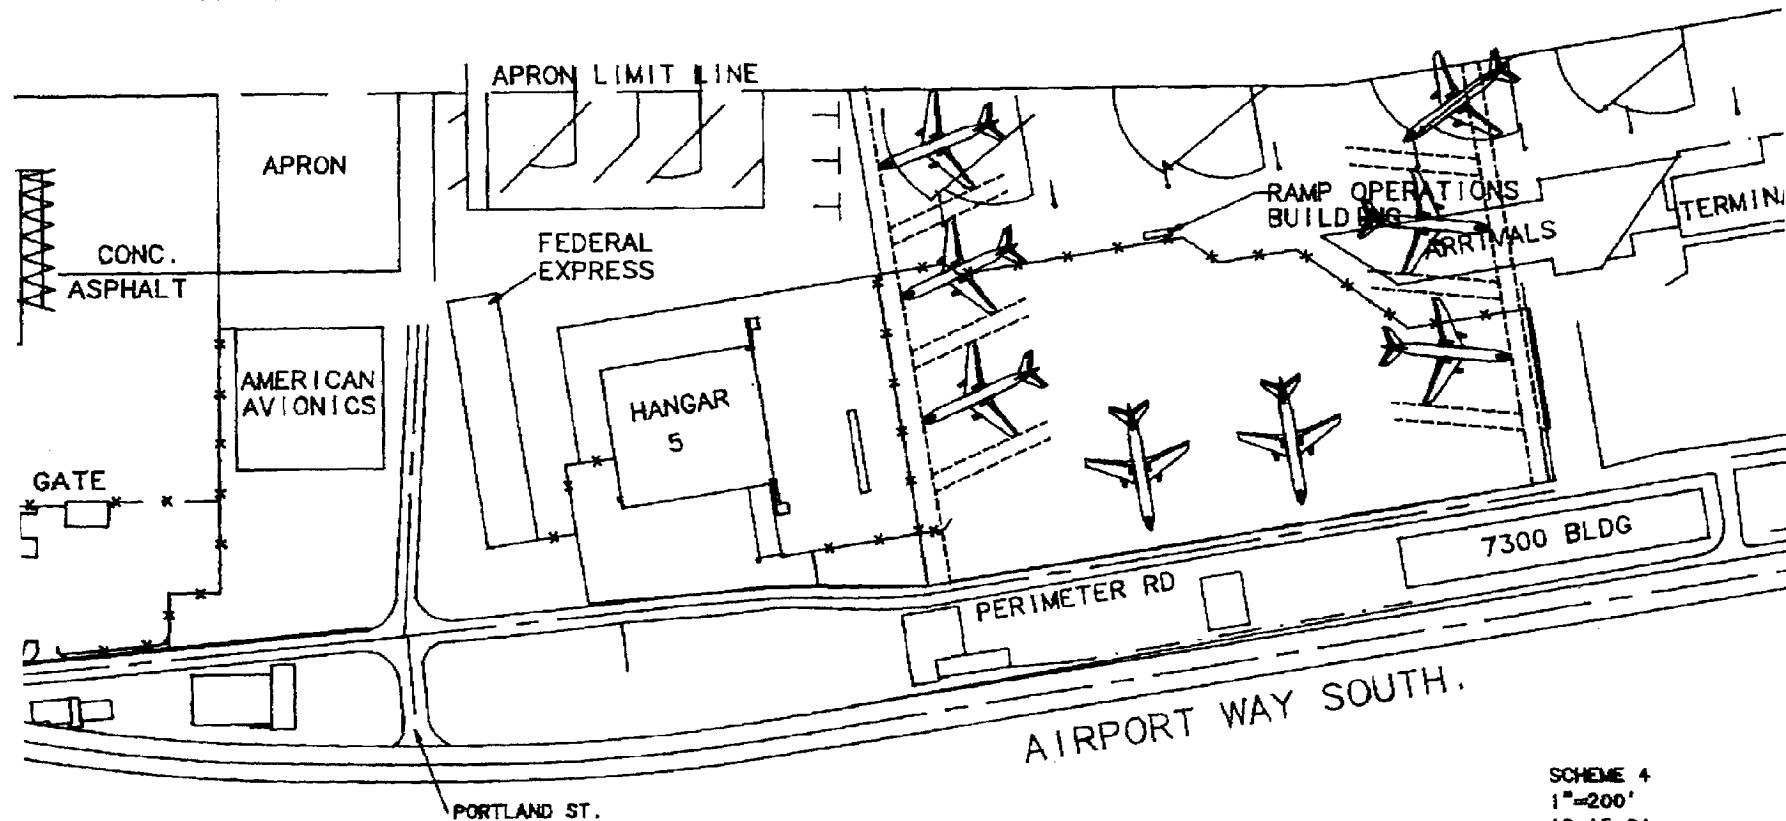 APRON LIMIT LINE
APRON
RAMP OPERATIONS
BUILDING
TERMINA
ARRIVALS
FEDERAL
EXPRESS
CONC.
ASPHALT
AMERICAN
AVIONICS
HANGAR
5
GATE
7300 BLDG
PERIMETER RD
AIRPORT WAY SOUTH.
PORTLAND ST.
SCHEME 4
1"=200'